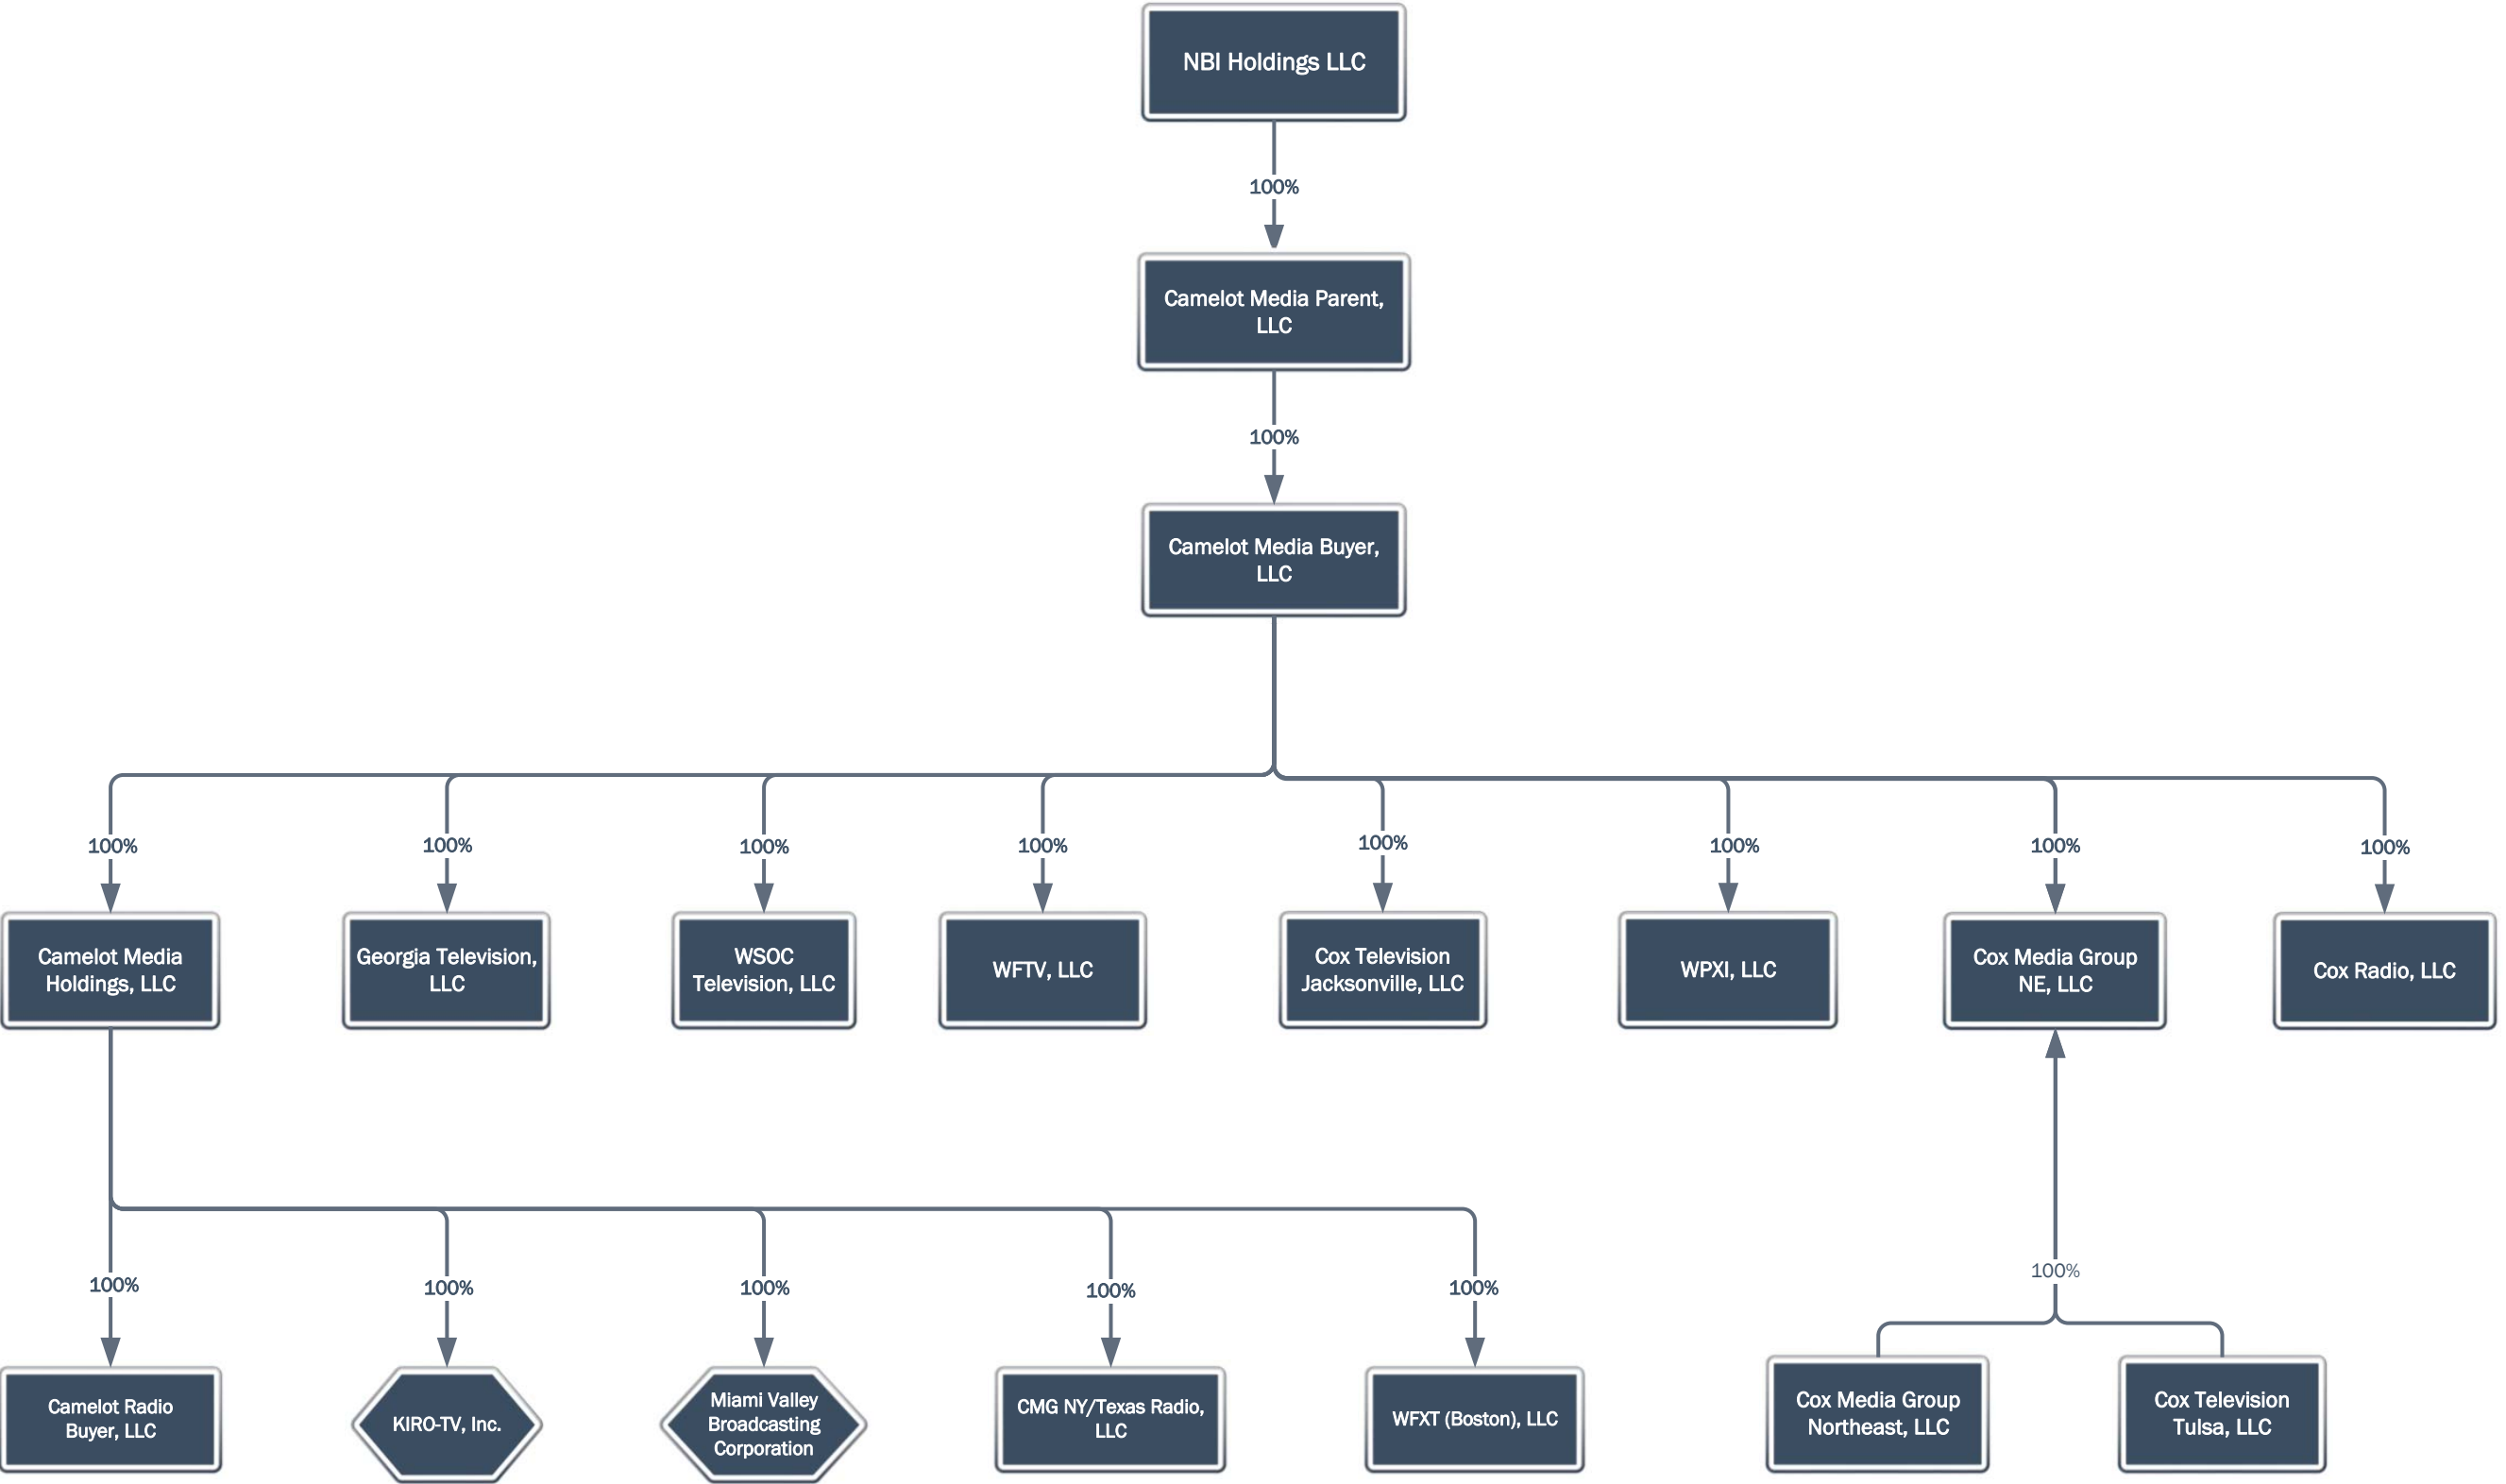 NBI Holdings LLC
100%
Camelot Media Parent,
LLC
100%
Camelot Media Buyer,
LLC
100%
100%
100%
100%
100%
100%
100%
100%
Camelot Media
Holdings, LLC
Georgia Television,
LLC
WSOC
Television, LLC
WFTV, LLC
Cox Television
Jacksonville, LLC
WPXI, LLC
Cox Media Group
NE, LLC
Cox Radio, LLC
100%
100%
100%
100%
100%
100%
Camelot Radio
Buyer, LLC
KIRO-TV, Inc.
Miami Valley
Broadcasting
Corporation
CMG NY/Texas Radio,
LLC
WFXT (Boston), LLC
Cox Media Group
Northeast, LLC
Cox Television
Tulsa, LLC